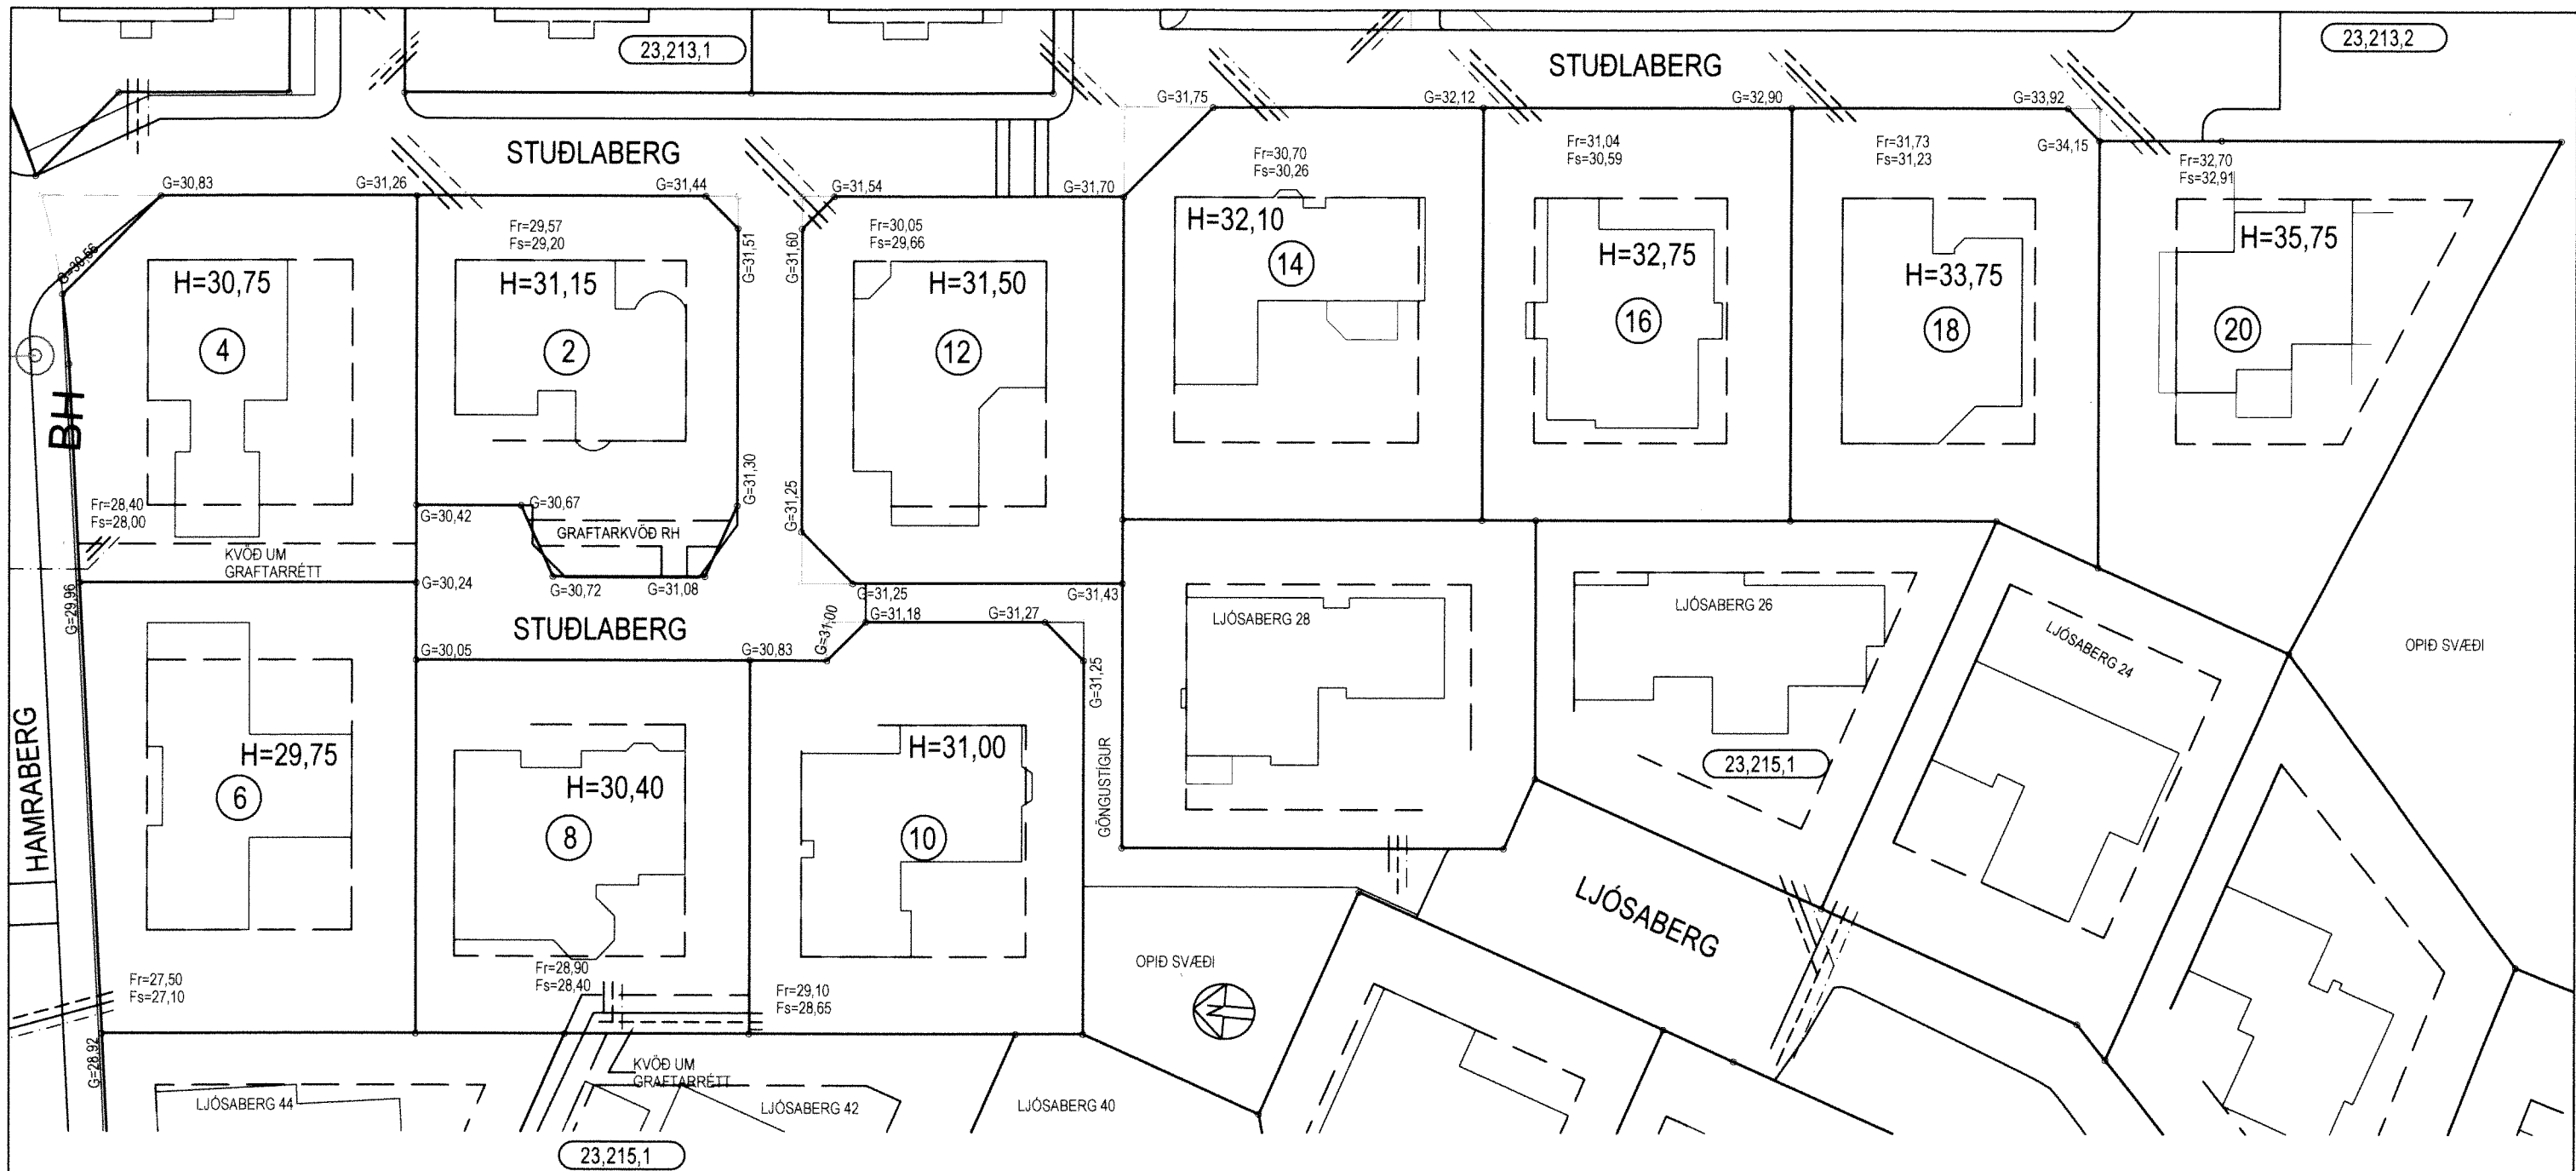 23,213,1
23,213,2
STUÐLABERG
G=31,75
G=32,12
G=32,90
G=33,92
G=34,15
STUÐLABERG
Fr=30,70
Fs=30,26
Fr=31,04
Fs=30,59
Fr=31,73
Fs=31,23
Fr=32,70
Fs=32,91
G=30,83
G=31,26
G=31,44
G=31,54
G=31,70
Fr=29,57
Fs=29,20
G=31,51
G=31,60
Fr=30,05
Fs=29,66
G=30,56
H=30,75
H=31,15
H=31,50
H=32,10
H=32,75
H=33,75
H=35,75
4
2
12
14
16
18
20
BH
Fr=28,40
Fs=28,00
G=30,42
G=30,67
G=31,30
G=31,25
GRAFTARKVÖÐ RH
KVÖÐ UM
GRAFTARRÉTT
G=29,96
G=30,24
G=30,72
G=31,08
G=31,25
G=31,43
STUÐLABERG
G=31,00
G=31,18
G=31,27
LJÓSABERG 28
LJÓSABERG 26
LJÓSABERG 24
OPIÐ SVÆÐI
G=30,05
G=30,83
G=31,25
HAMRABERG
H=29,75
H=30,40
H=31,00
6
8
10
GÖNGUSTÍGUR
23,215,1
LJÓSABERG
OPIÐ SVÆÐI
N
Fr=27,50
Fs=27,10
Fr=28,90
Fs=28,40
Fr=29,10
Fs=28,65
G=28,92
KVÖÐ UM
GRAFTARRÉTT
LJÓSABERG 44
LJÓSABERG 42
LJÓSABERG 40
23,215,1